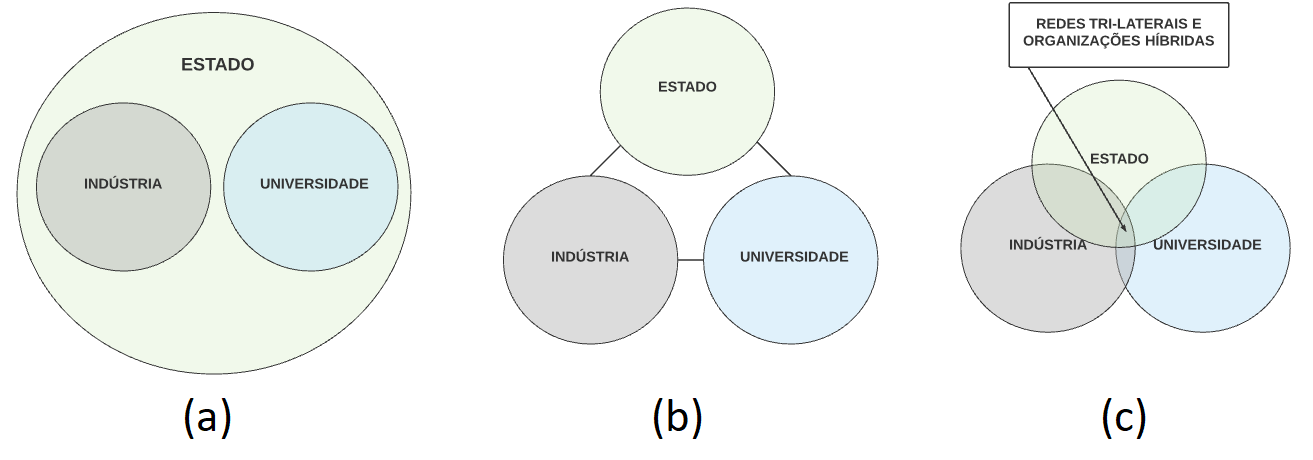 ESTADO
INDÚSTRIA
UNIVERSIDADE
(a)
ESTADO
INDÚSTRIA
UNIVERSIDADE
(b)
REDES TRI-LATERAIS E
ORGANIZAÇÕES HÍBRIDAS
ESTADO
INDÚSTRIA
UNIVERSIDADE
(c)